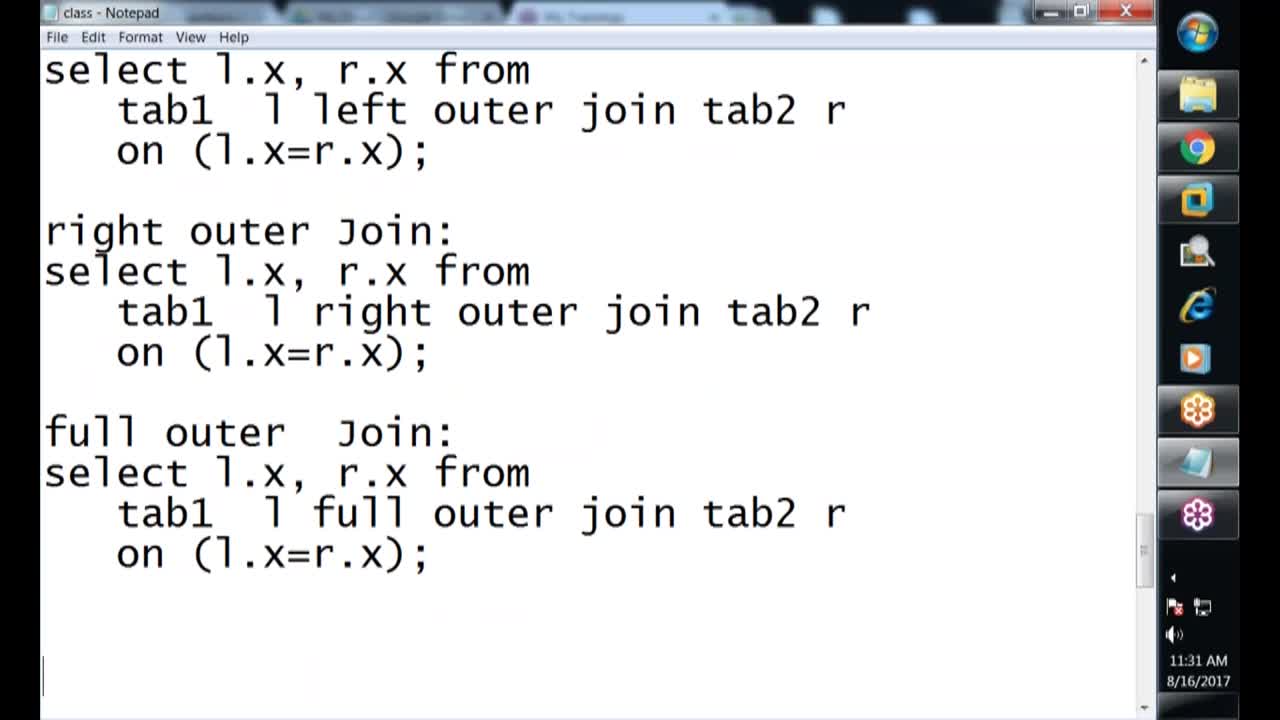 class - Notepad
File Edit Format View Help
select l.x, r.x from
tab1 l left outer join tab2 r
on (l.x=r.x);
right outer Join:
select l.x, r.x from
tab1 l right outer join tab2 r
on (l.x=r.x);
full outer Join:
select l.x, r.x from
tab1 l full outer join tab2 r
on (l.x=r.x);
11:31 AM
8/16/2017